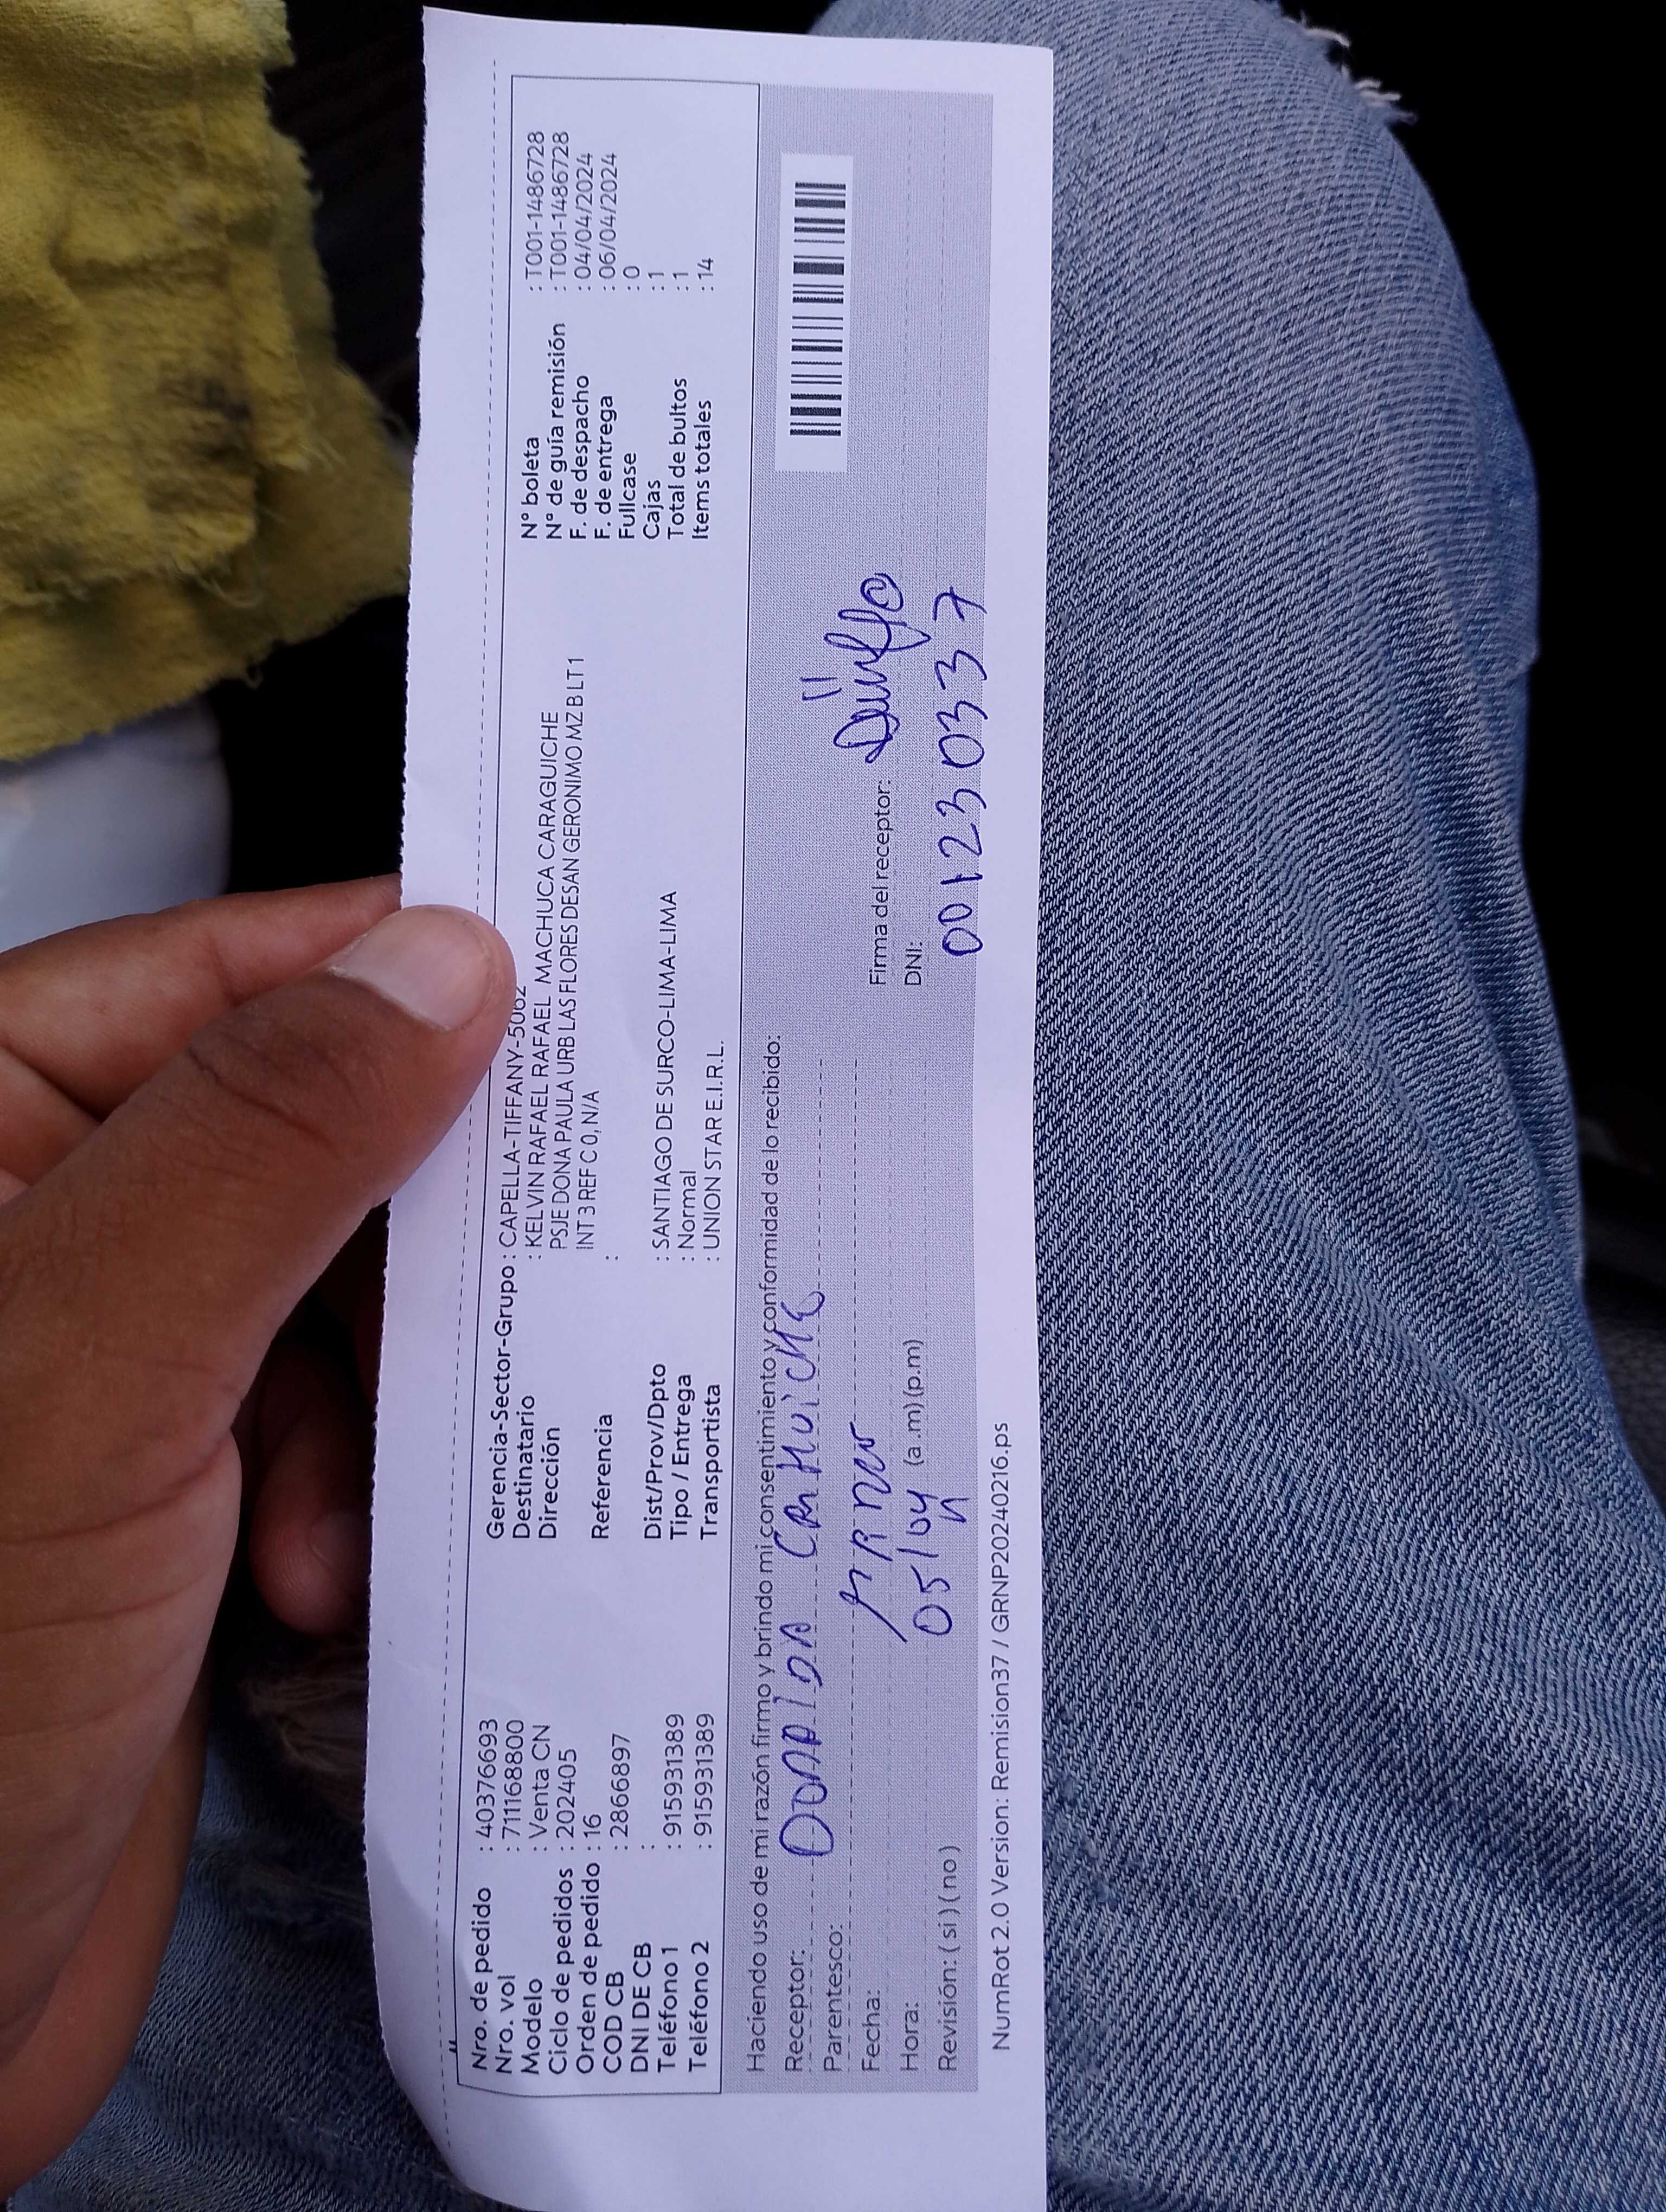 Nro. de pedido : 40376693
Nro. vol : 711168800
Modelo : Venta CN
Ciclo de pedidos : 202405
Orden de pedido : 16
COD CB : 2866897
DNI DE CB :
Teléfono 1 : 915931389
Teléfono 2 : 915931389
Gerencia-Sector-Grupo : CAPELLA-TIFFANY-5062
Destinatario : KELVIN RAFAEL RAFAEL MACHUCA CARAGUICHE
Dirección PSJE DONA PAULA URB LAS FLORES DESAN GERONIMO MZ B LT 1
INT 3 REF C 0, N/A
Referencia :
Dist/Prov/Dpto : SANTIAGO DE SURCO-LIMA-LIMA
Tipo / Entrega : Normal
Transportista : UNION STAR E.I.R.L.
N° boleta : T001-1486728
N° de guía remisión : T001-1486728
F. de despacho : 04/04/2024
F. de entrega : 06/04/2024
Fullcase : 0
Cajas : 1
Total de bultos : 1
Items totales : 14
Haciendo uso de mi razón firmo y brindo mi consentimiento y conformidad de lo recibido:
Receptor:
Parentesco:
Fecha: 05/04
Hora: (a .m) (p.m)
Revisión: ( si ) ( no )
Firma del receptor:
DNI: 001230337
NumRot 2.0 Version: Remision37 / GRNP20240216.ps